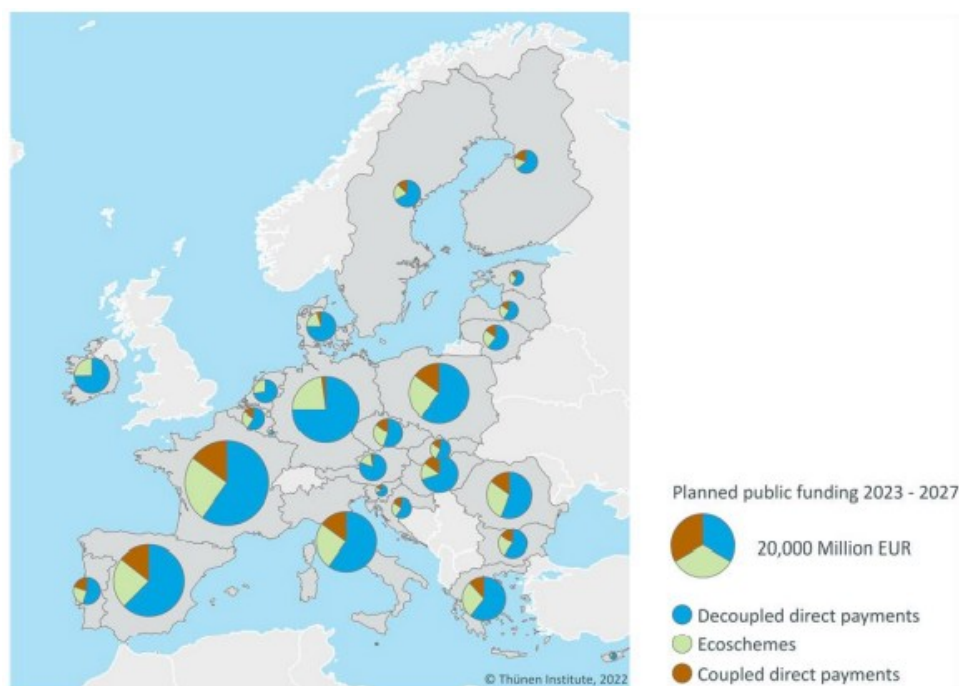 Planned public funding 2023 - 2027
20,000 Million EUR
Decoupled direct payments
Ecoschemes
Coupled direct payments
© Thünen Institute, 2022